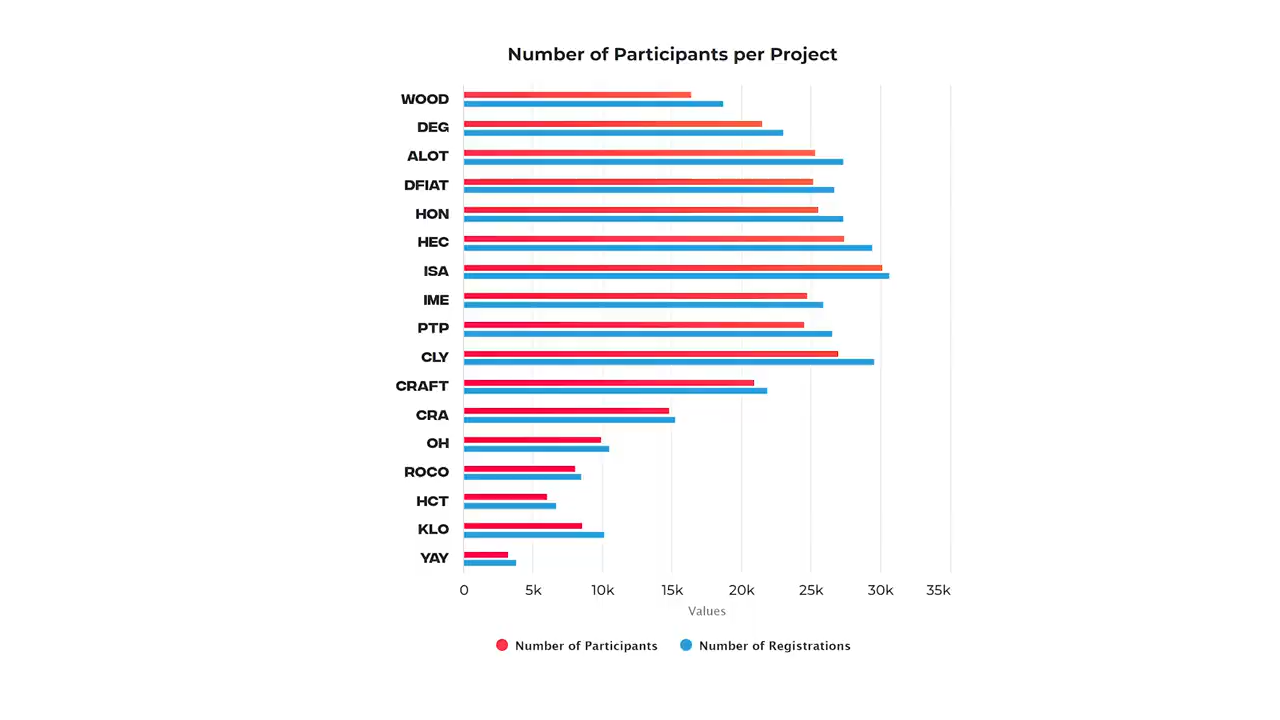 Number of Participants per Project
WOOD
DEG
ALOT
DFIAT
HON
HEC
ISA
IME
PTP
CLY
CRAFT
CRA
OH
ROCO
HCT
KLO
YAY
0 5k 10k 15k 20k 25k 30k 35k
Values
Number of Participants Number of Registrations